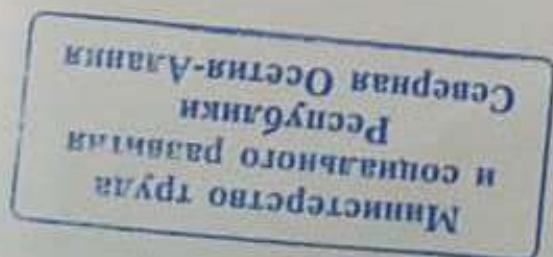 Министерство труда
и социального развития
Республики
Северная Осетия-Алания